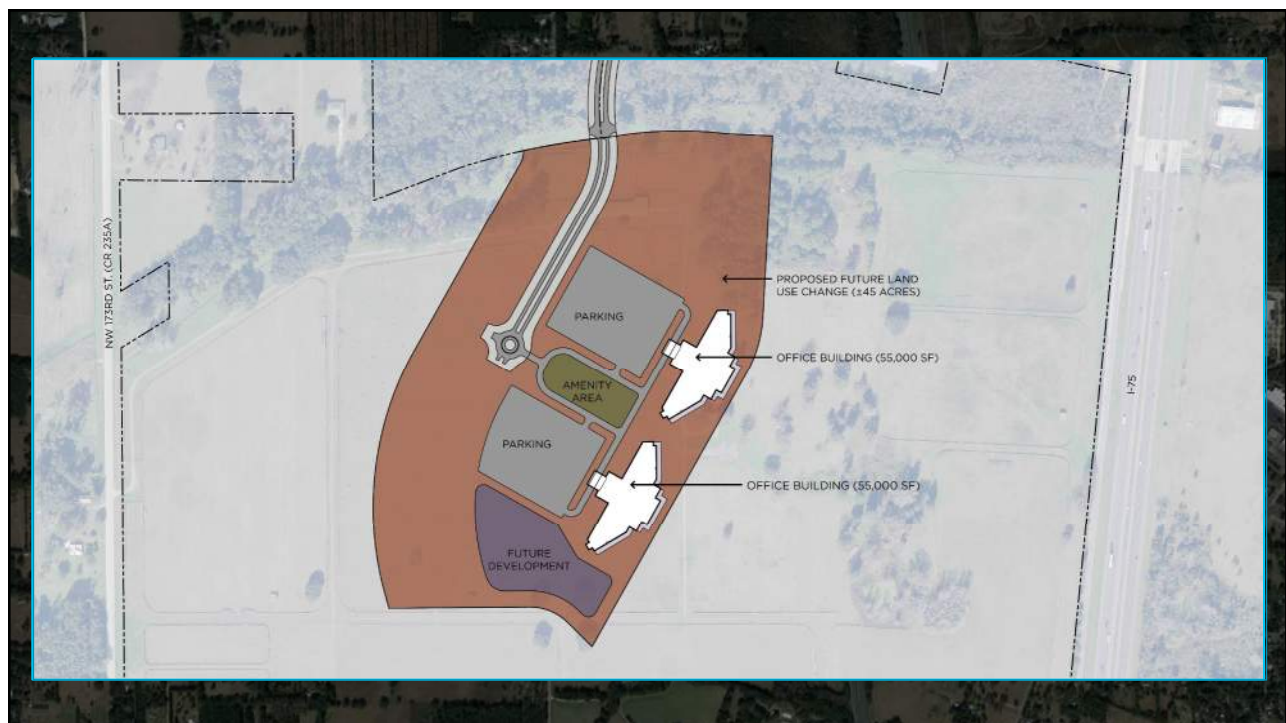 NW 173RD ST. (CR 235A)
PROPOSED FUTURE LAND
USE CHANGE (±45 ACRES)
PARKING
OFFICE BUILDING (55,000 SF)
I-75
AMENITY
AREA
PARKING
OFFICE BUILDING (55,000 SF)
FUTURE
DEVELOPMENT